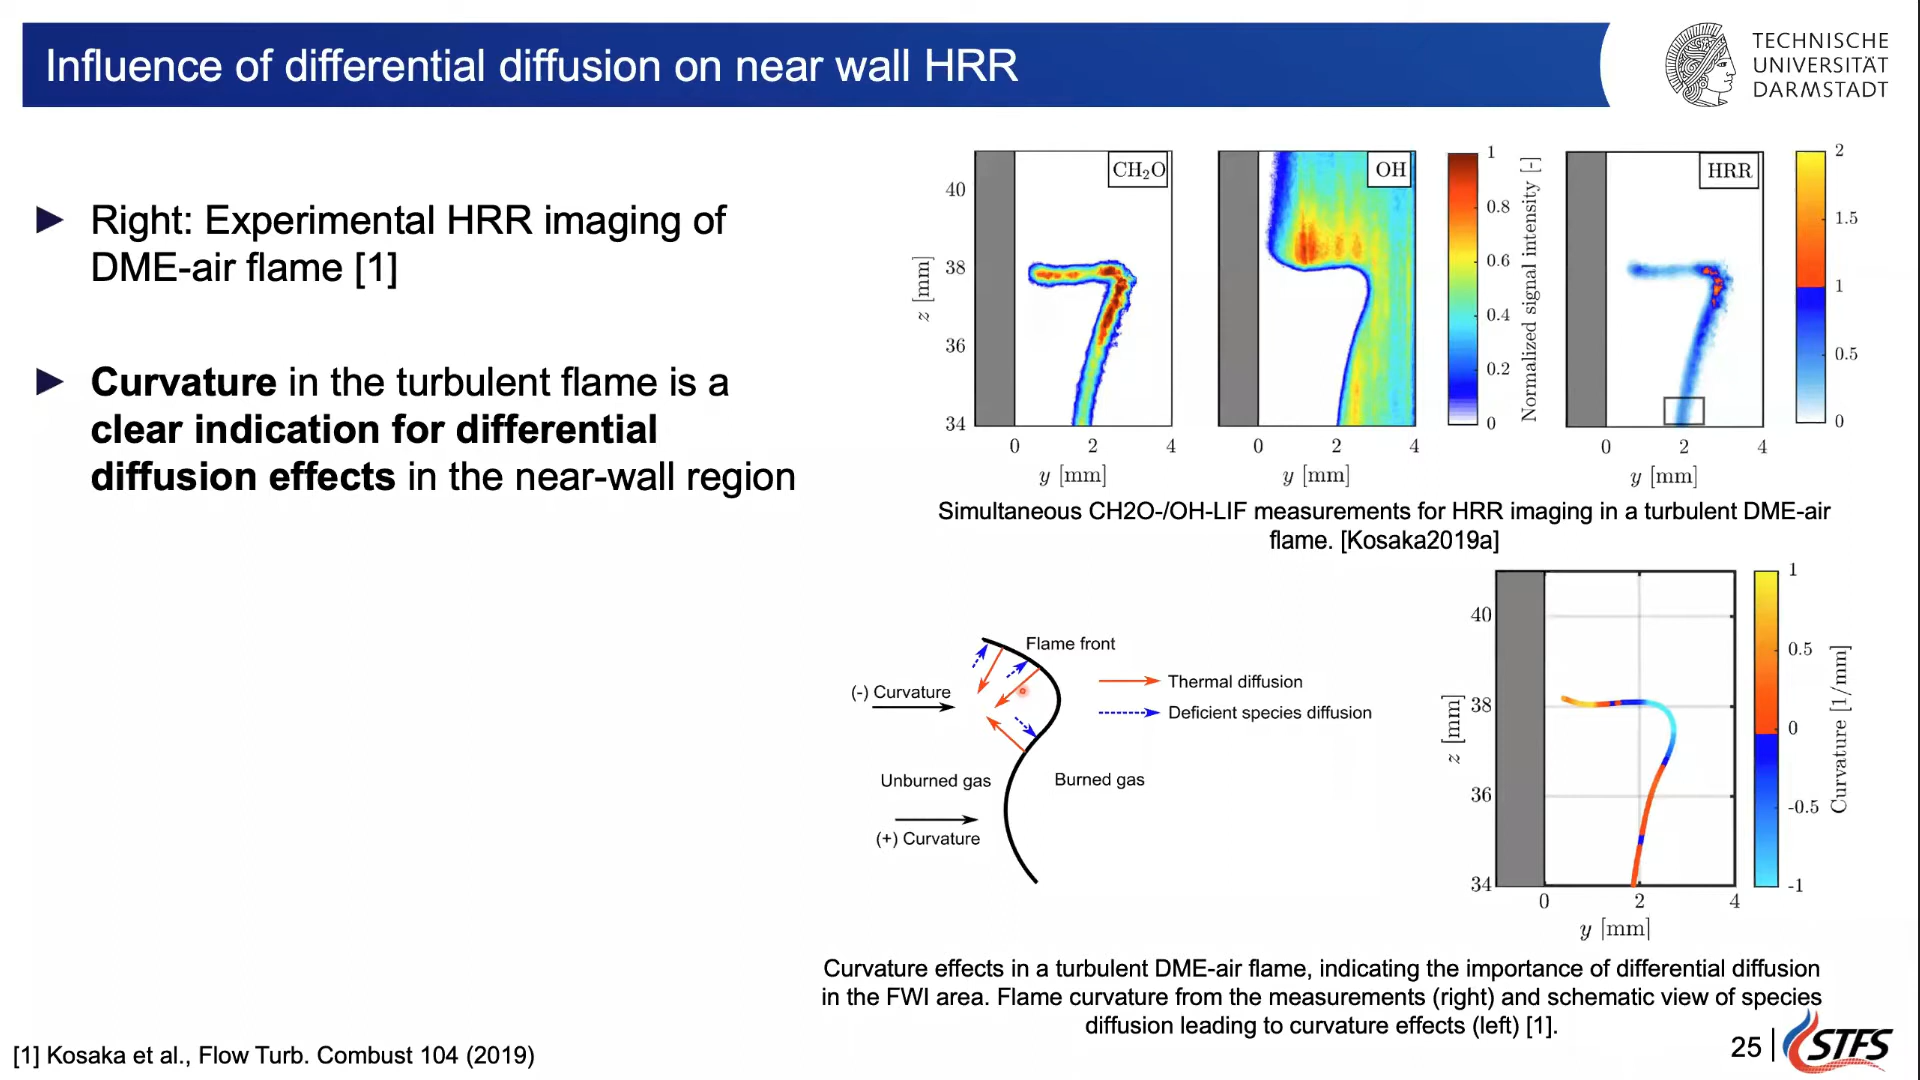 Influence of differential diffusion on near wall HRR
TECHNISCHE
UNIVERSITÄT
DARMSTADT
Right: Experimental HRR imaging of
DME-air flame [1]
Curvature in the turbulent flame is a
clear indication for differential
diffusion effects in the near-wall region
CH₂O
40
38
36
34
z [mm]
0 2 4
y [mm]
OH
0 2 4
y [mm]
1
0.8
0.6
0.4
0.2
0
Normalized signal intensity [-]
HRR
0 2 4
y [mm]
2
1.5
1
0.5
0
Simultaneous CH2O-/OH-LIF measurements for HRR imaging in a turbulent DME-air
flame. [Kosaka2019a]
Flame front
(-) Curvature
Thermal diffusion
Deficient species diffusion
Unburned gas
Burned gas
(+) Curvature
40
38
36
34
z [mm]
0 2 4
y [mm]
1
0.5
0
-0.5
-1
Curvature [1/mm]
Curvature effects in a turbulent DME-air flame, indicating the importance of differential diffusion
in the FWI area. Flame curvature from the measurements (right) and schematic view of species
diffusion leading to curvature effects (left) [1].
[1] Kosaka et al., Flow Turb. Combust 104 (2019)
25
STFS